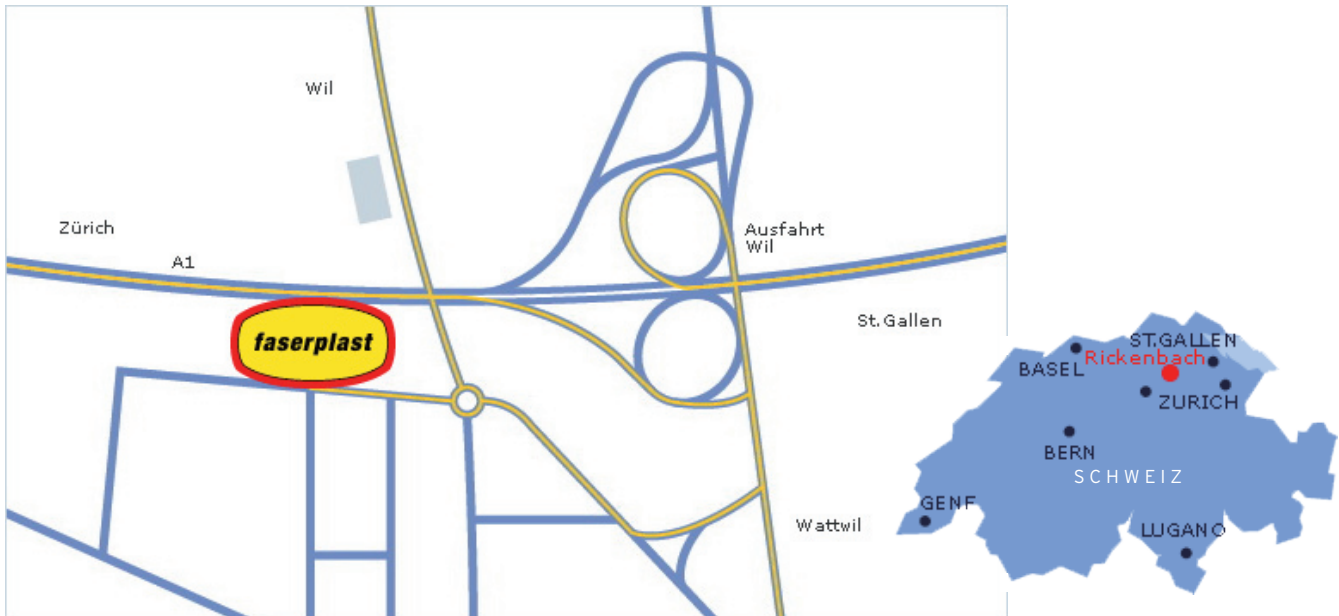 Wil
Zürich
A1
Ausfahrt
Wil
St.Gallen
faserplast
Wattwil
ST.GALLEN
Rickenbach
BASEL
ZURICH
BERN
SCHWEIZ
GENF
LUGANO